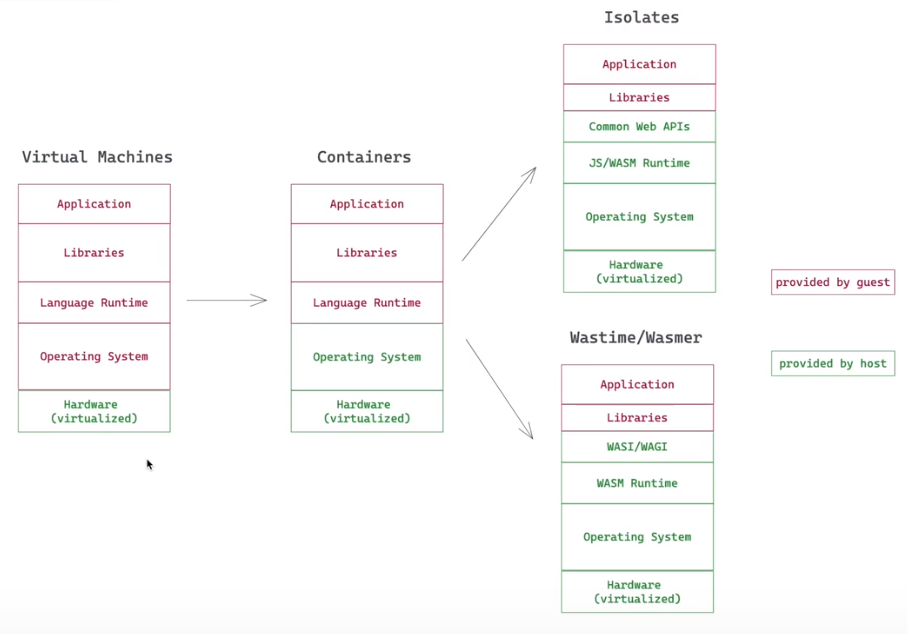 Virtual Machines
Application
Libraries
Language Runtime
Operating System
Hardware
(virtualized)
Containers
Application
Libraries
Language Runtime
Operating System
Hardware
(virtualized)
Isolates
Application
Libraries
Common Web APIs
JS/WASM Runtime
Operating System
Hardware
(virtualized)
Wastime/Wasmer
Application
Libraries
WASI/WAGI
WASM Runtime
Operating System
Hardware
(virtualized)
provided by guest
provided by host